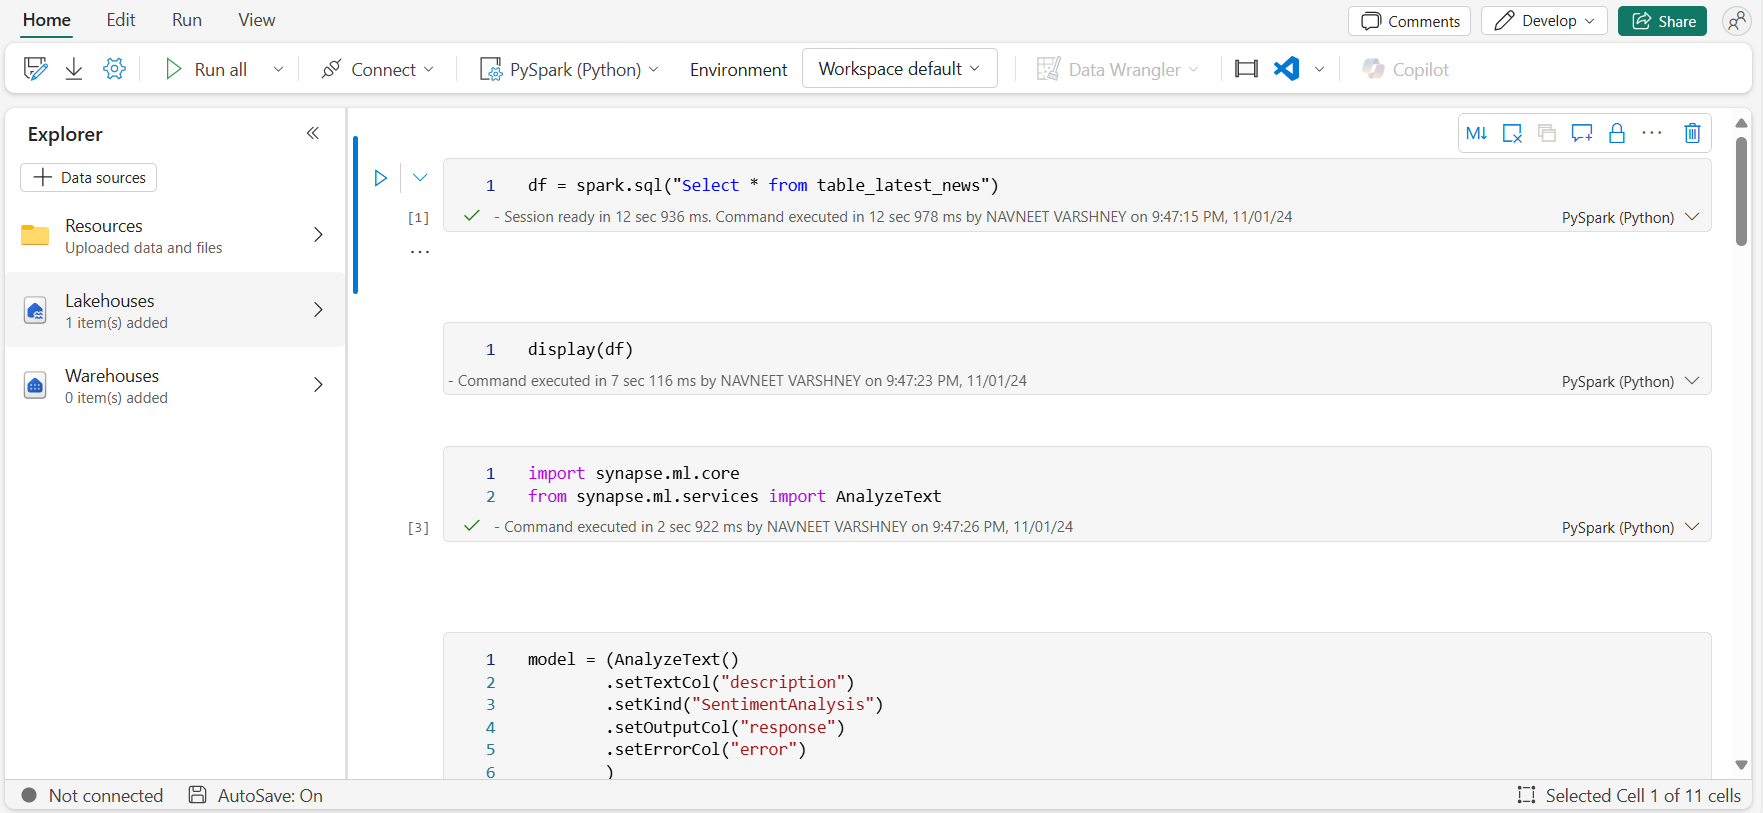 Home Edit Run View
Comments Develop Share
Run all Connect PySpark (Python) Environment Workspace default Data Wrangler Copilot
Explorer
Data sources
Resources
Uploaded data and files
Lakehouses
1 item(s) added
Warehouses
0 item(s) added
M↓
1 df = spark.sql("Select * from table_latest_news")
[1] - Session ready in 12 sec 936 ms. Command executed in 12 sec 978 ms by NAVNEET VARSHNEY on 9:47:15 PM, 11/01/24 PySpark (Python)
...
1 display(df)
- Command executed in 7 sec 116 ms by NAVNEET VARSHNEY on 9:47:23 PM, 11/01/24 PySpark (Python)
1 import synapse.ml.core
2 from synapse.ml.services import AnalyzeText
[3] - Command executed in 2 sec 922 ms by NAVNEET VARSHNEY on 9:47:26 PM, 11/01/24 PySpark (Python)
1 model = (AnalyzeText()
2 .setTextCol("description")
3 .setKind("SentimentAnalysis")
4 .setOutputCol("response")
5 .setErrorCol("error")
6 )
Not connected AutoSave: On Selected Cell 1 of 11 cells